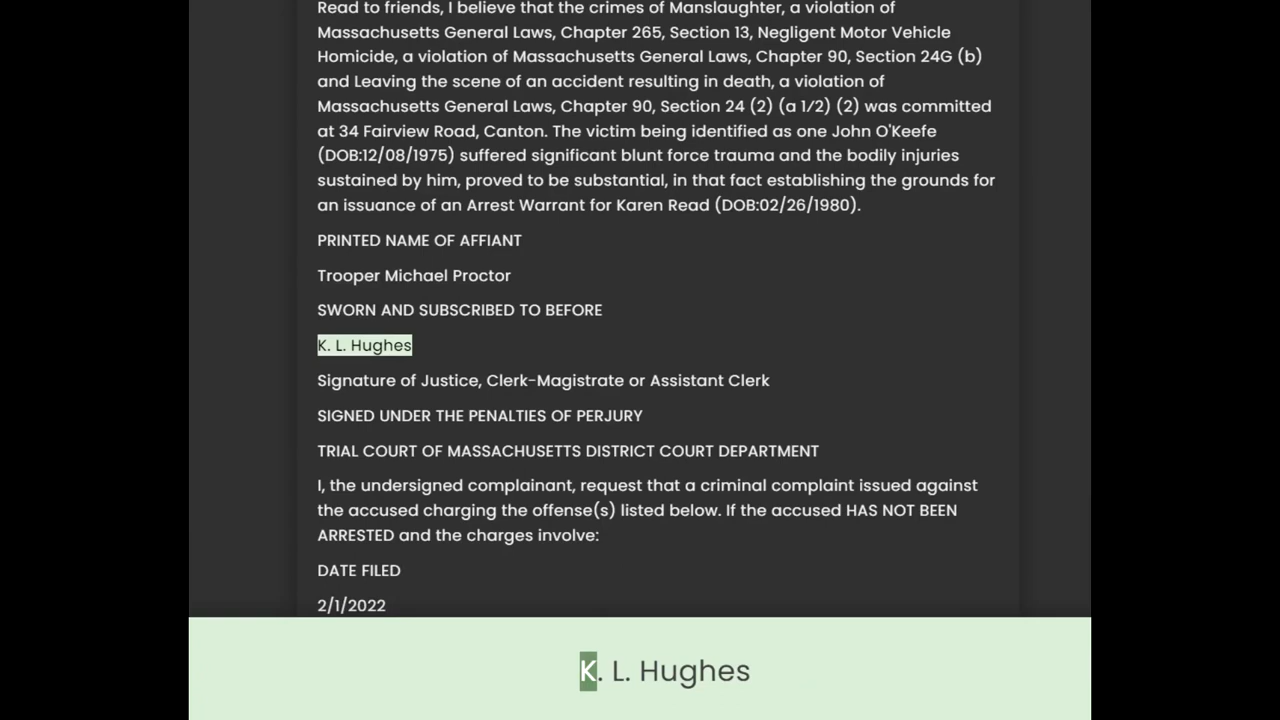 Read to friends, I believe that the crimes of Manslaughter, a violation of
Massachusetts General Laws, Chapter 265, Section 13, Negligent Motor Vehicle
Homicide, a violation of Massachusetts General Laws, Chapter 90, Section 24G (b)
and Leaving the scene of an accident resulting in death, a violation of
Massachusetts General Laws, Chapter 90, Section 24 (2) (a 1/2) (2) was committed
at 34 Fairview Road, Canton. The victim being identified as one John O'Keefe
(DOB:12/08/1975) suffered significant blunt force trauma and the bodily injuries
sustained by him, proved to be substantial, in that fact establishing the grounds for
an issuance of an Arrest Warrant for Karen Read (DOB:02/26/1980).
PRINTED NAME OF AFFIANT
Trooper Michael Proctor
SWORN AND SUBSCRIBED TO BEFORE
K. L. Hughes
Signature of Justice, Clerk-Magistrate or Assistant Clerk
SIGNED UNDER THE PENALTIES OF PERJURY
TRIAL COURT OF MASSACHUSETTS DISTRICT COURT DEPARTMENT
I, the undersigned complainant, request that a criminal complaint issued against
the accused charging the offense(s) listed below. If the accused HAS NOT BEEN
ARRESTED and the charges involve:
DATE FILED
2/1/2022
K. L. Hughes